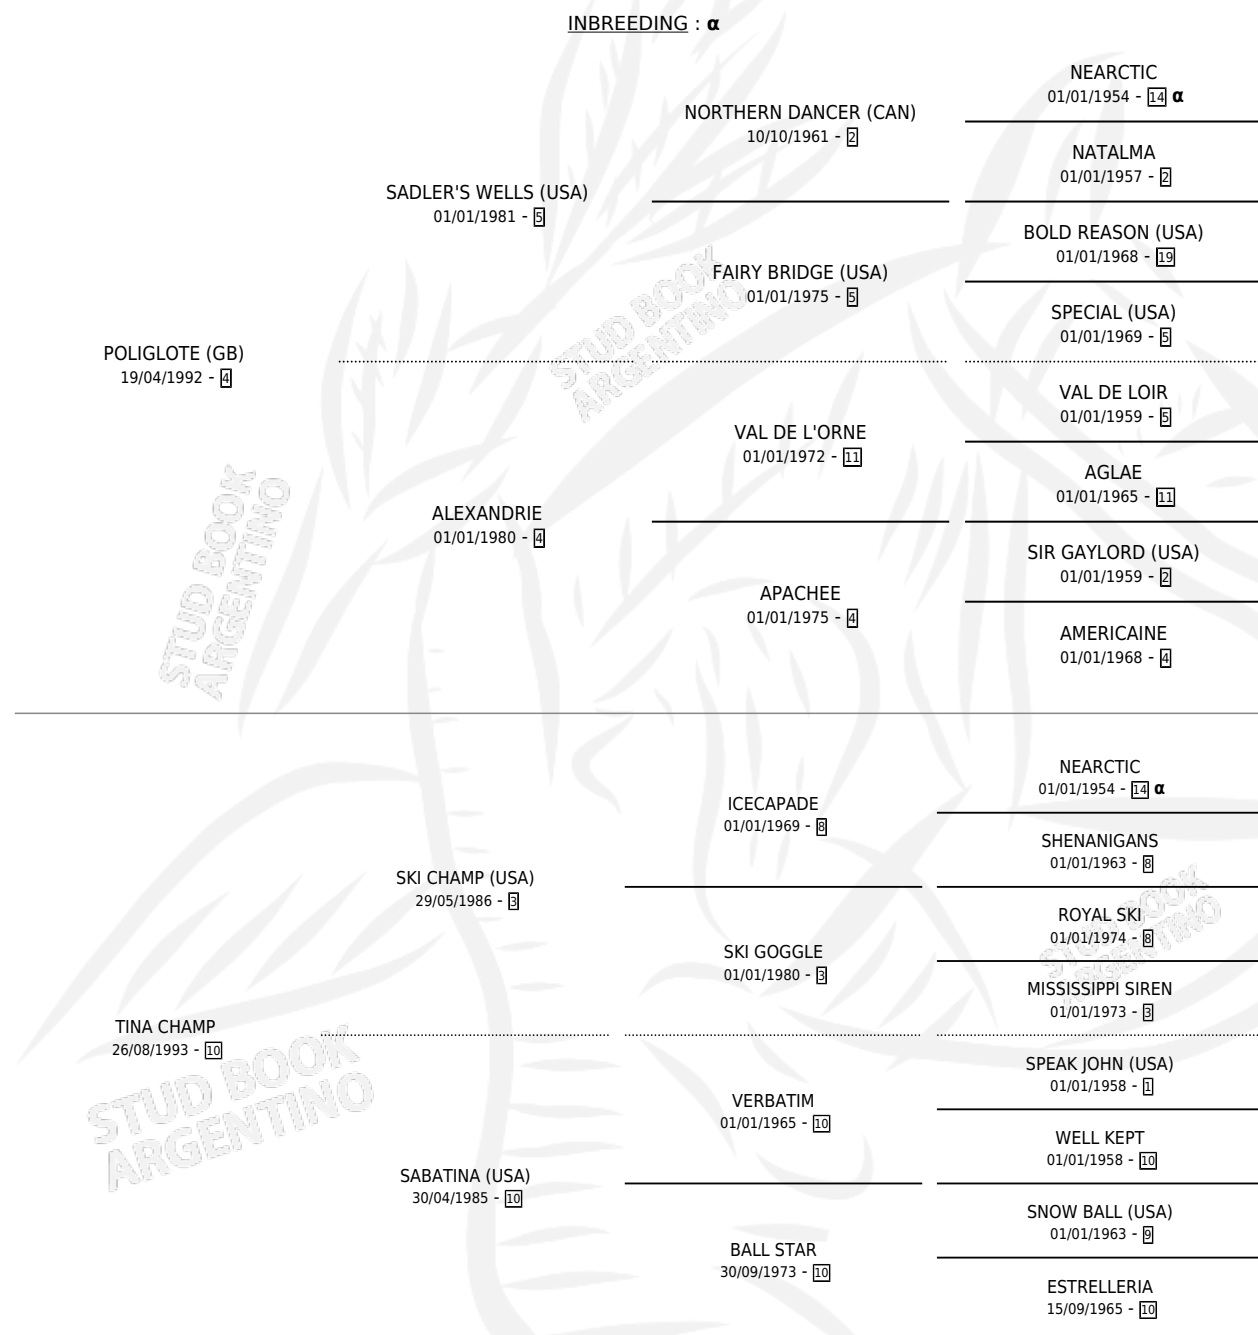 INBREEDING : α
NEARCTIC
01/01/1954 - 14 α
NORTHERN DANCER (CAN)
10/10/1961 - 2
NATALMA
01/01/1957 - 2
SADLER'S WELLS (USA)
01/01/1981 - 5
BOLD REASON (USA)
01/01/1968 - 19
FAIRY BRIDGE (USA)
01/01/1975 - 5
SPECIAL (USA)
01/01/1969 - 5
STUD BOOK
ARGENTINO
POLIGLOTE (GB)
19/04/1992 - 4
VAL DE LOIR
01/01/1959 - 5
VAL DE L'ORNE
01/01/1972 - 11
AGLAE
01/01/1965 - 11
ALEXANDRIE
01/01/1980 - 4
SIR GAYLORD (USA)
01/01/1959 - 2
APACHEE
01/01/1975 - 4
AMERICAINE
01/01/1968 - 4
STUD BOOK
ARGENTINO
NEARCTIC
01/01/1954 - 14 α
ICECAPADE
01/01/1969 - 8
SHENANIGANS
01/01/1963 - 8
SKI CHAMP (USA)
29/05/1986 - 3
ROYAL SKI
01/01/1974 - 8
SKI GOGGLE
01/01/1980 - 3
MISSISSIPPI SIREN
01/01/1973 - 3
STUD BOOK
ARGENTINO
TINA CHAMP
26/08/1993 - 10
SPEAK JOHN (USA)
01/01/1958 - 1
VERBATIM
01/01/1965 - 10
WELL KEPT
01/01/1958 - 10
SABATINA (USA)
30/04/1985 - 10
SNOW BALL (USA)
01/01/1963 - 9
BALL STAR
30/09/1973 - 10
ESTRELLERIA
15/09/1965 - 10
STUD BOOK
ARGENTINO